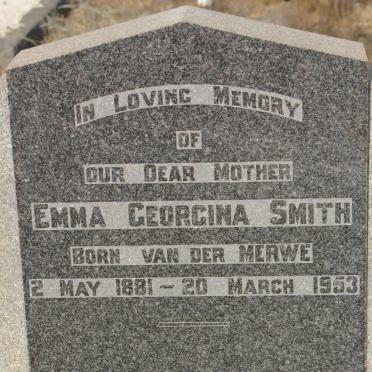 IN LOVING MEMORY
OF
OUR DEAR MOTHER
EMMA GEORGINA SMITH
BORN VAN DER MERWE
2 MAY 1881 ~ 20 MARCH 1953